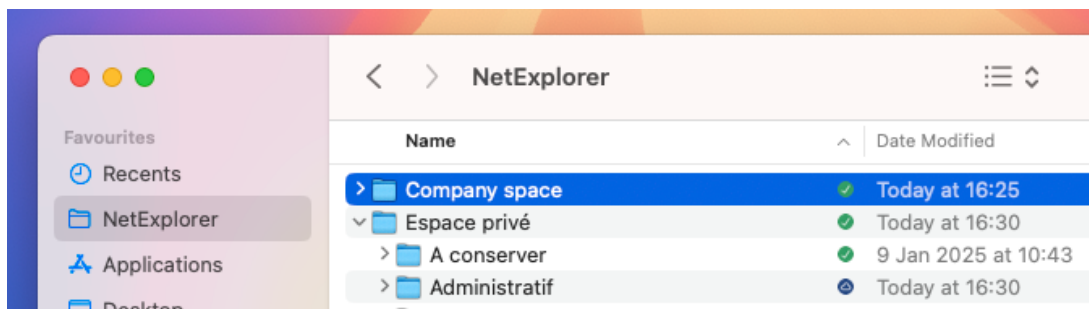 NetExplorer
Favourites
Recents
NetExplorer
Applications
Desktop
Name Date Modified
Company space Today at 16:25
Espace privé Today at 16:30
A conserver 9 Jan 2025 at 10:43
Administratif Today at 16:30